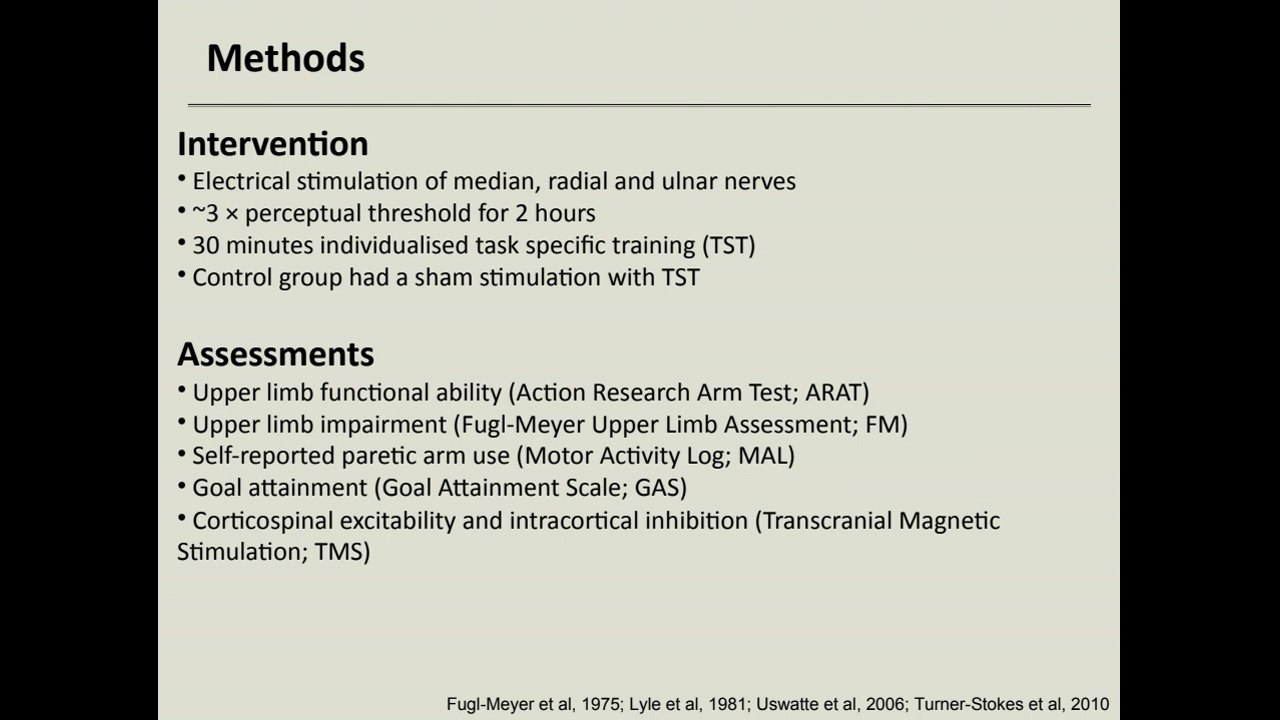 Methods
Intervention
• Electrical stimulation of median, radial and ulnar nerves
• ~3 × perceptual threshold for 2 hours
• 30 minutes individualised task specific training (TST)
• Control group had a sham stimulation with TST
Assessments
• Upper limb functional ability (Action Research Arm Test; ARAT)
• Upper limb impairment (Fugl-Meyer Upper Limb Assessment; FM)
• Self-reported paretic arm use (Motor Activity Log; MAL)
• Goal attainment (Goal Attainment Scale; GAS)
• Corticospinal excitability and intracortical inhibition (Transcranial Magnetic
Stimulation; TMS)
Fugl-Meyer et al, 1975; Lyle et al, 1981; Uswatte et al, 2006; Turner-Stokes et al, 2010